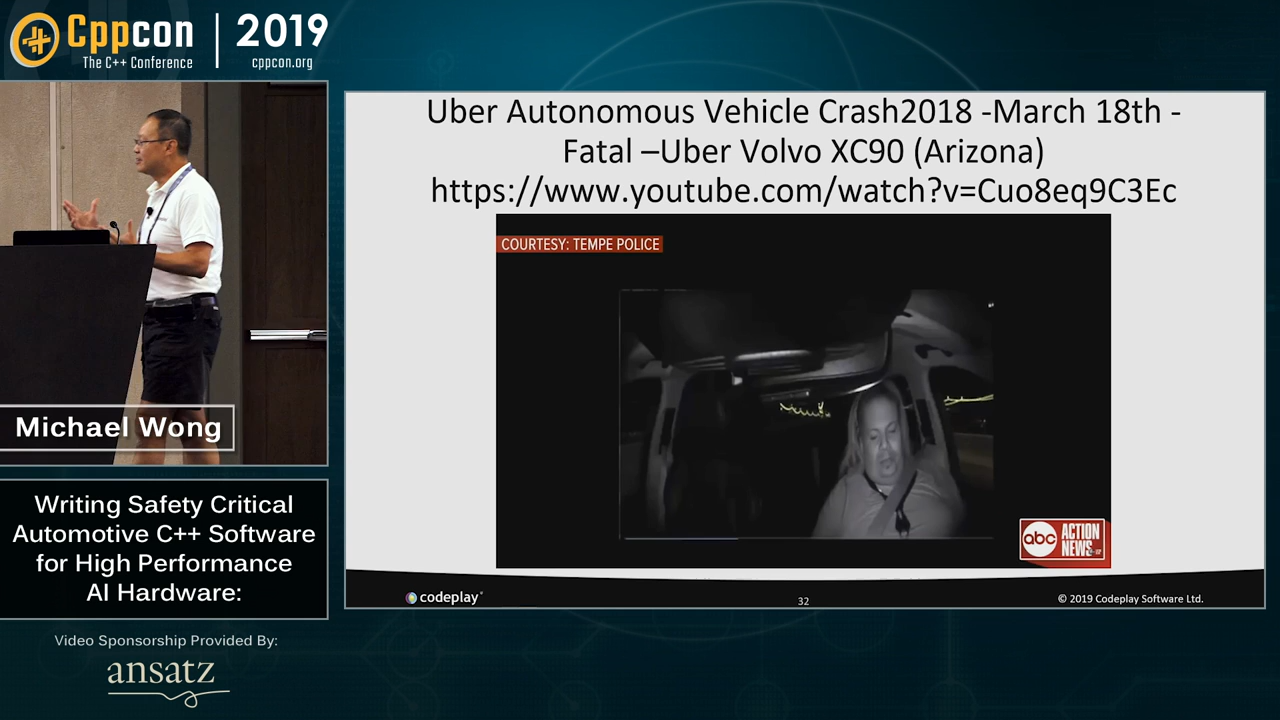 Cppcon
The C++ Conference
2019
cppcon.org
Uber Autonomous Vehicle Crash2018 -March 18th -
Fatal –Uber Volvo XC90 (Arizona)
https://www.youtube.com/watch?v=Cuo8eq9C3Ec
COURTESY: TEMPE POLICE
abc
ACTION
NEWS
Michael Wong
Writing Safety Critical
Automotive C++ Software
for High Performance
AI Hardware:
codeplay
32
© 2019 Codeplay Software Ltd.
Video Sponsorship Provided By:
ansatz